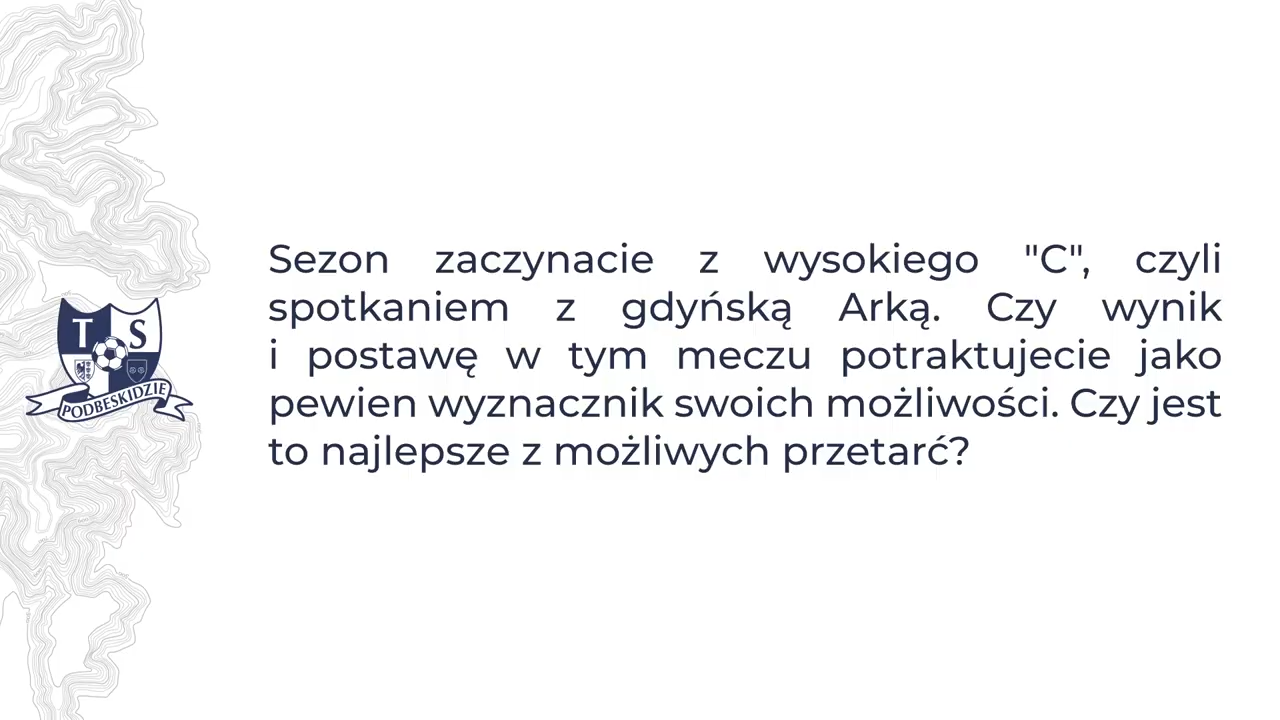 Sezon zaczynacie z wysokiego "C", czyli
spotkaniem z gdyńską Arką. Czy wynik
i postawę w tym meczu potraktujecie jako
pewien wyznacznik swoich możliwości. Czy jest
to najlepsze z możliwych przetarć?
T S
PODBESKIDZIE